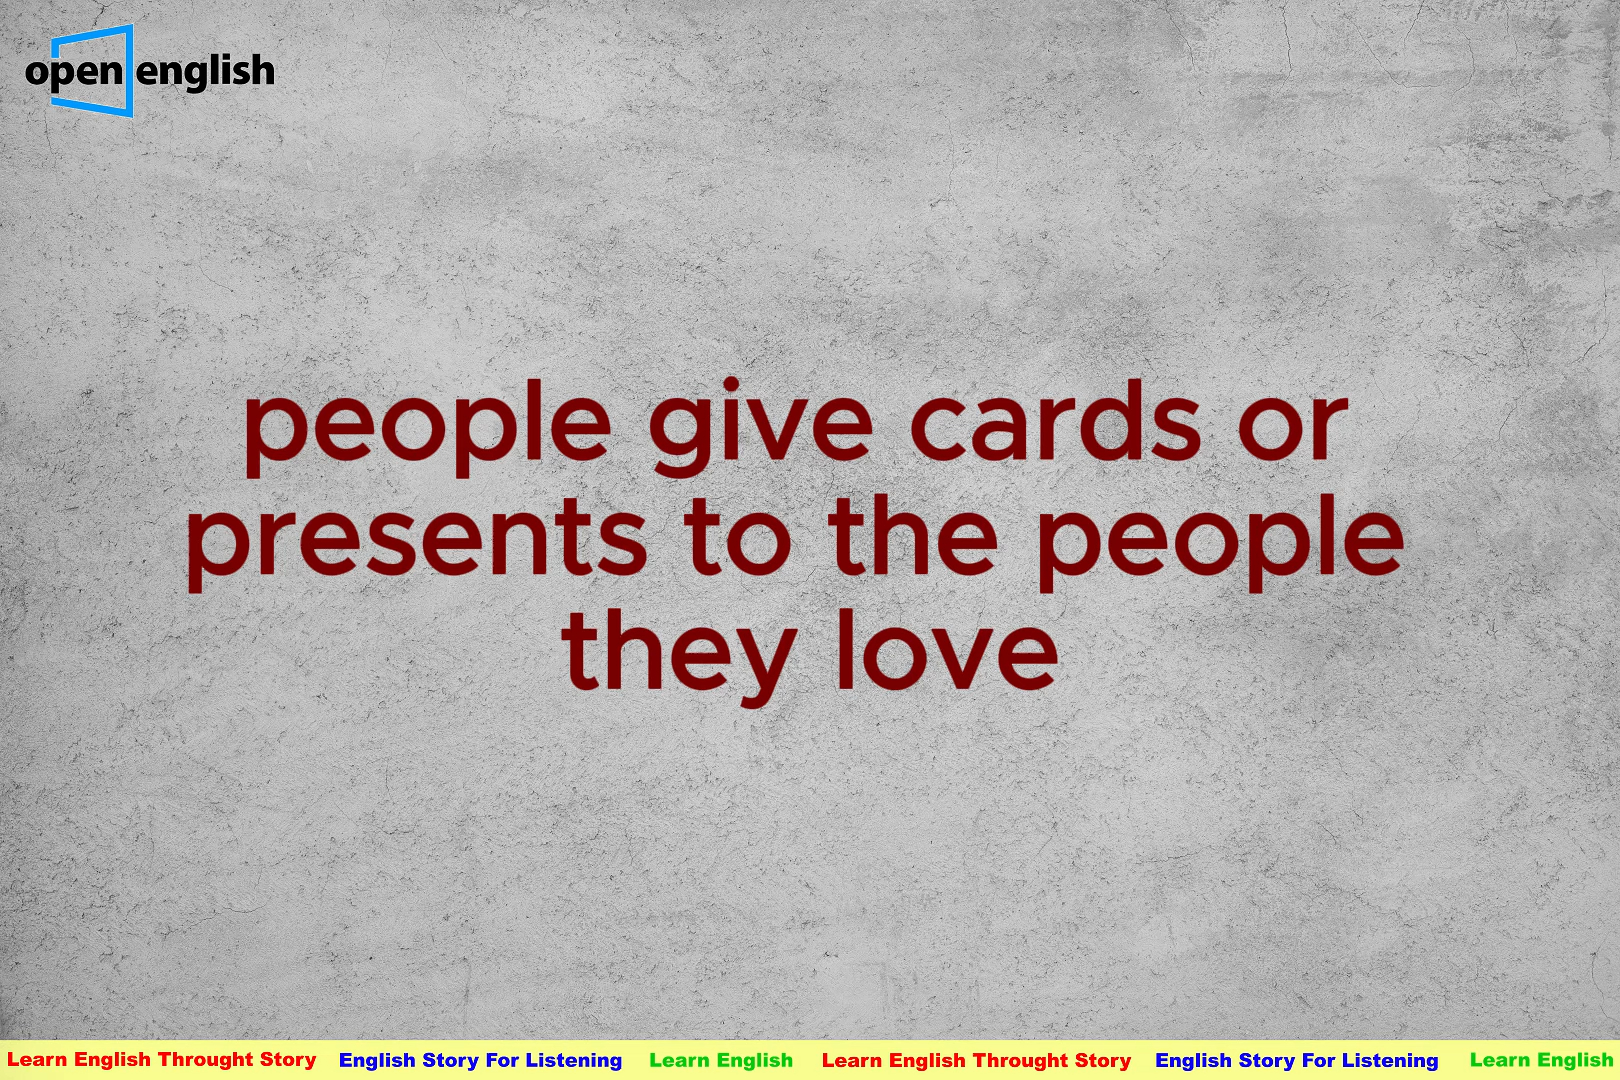 open english
people give cards or
presents to the people
they love
Learn English Throught Story English Story For Listening Learn English Learn English Throught Story English Story For Listening Learn English